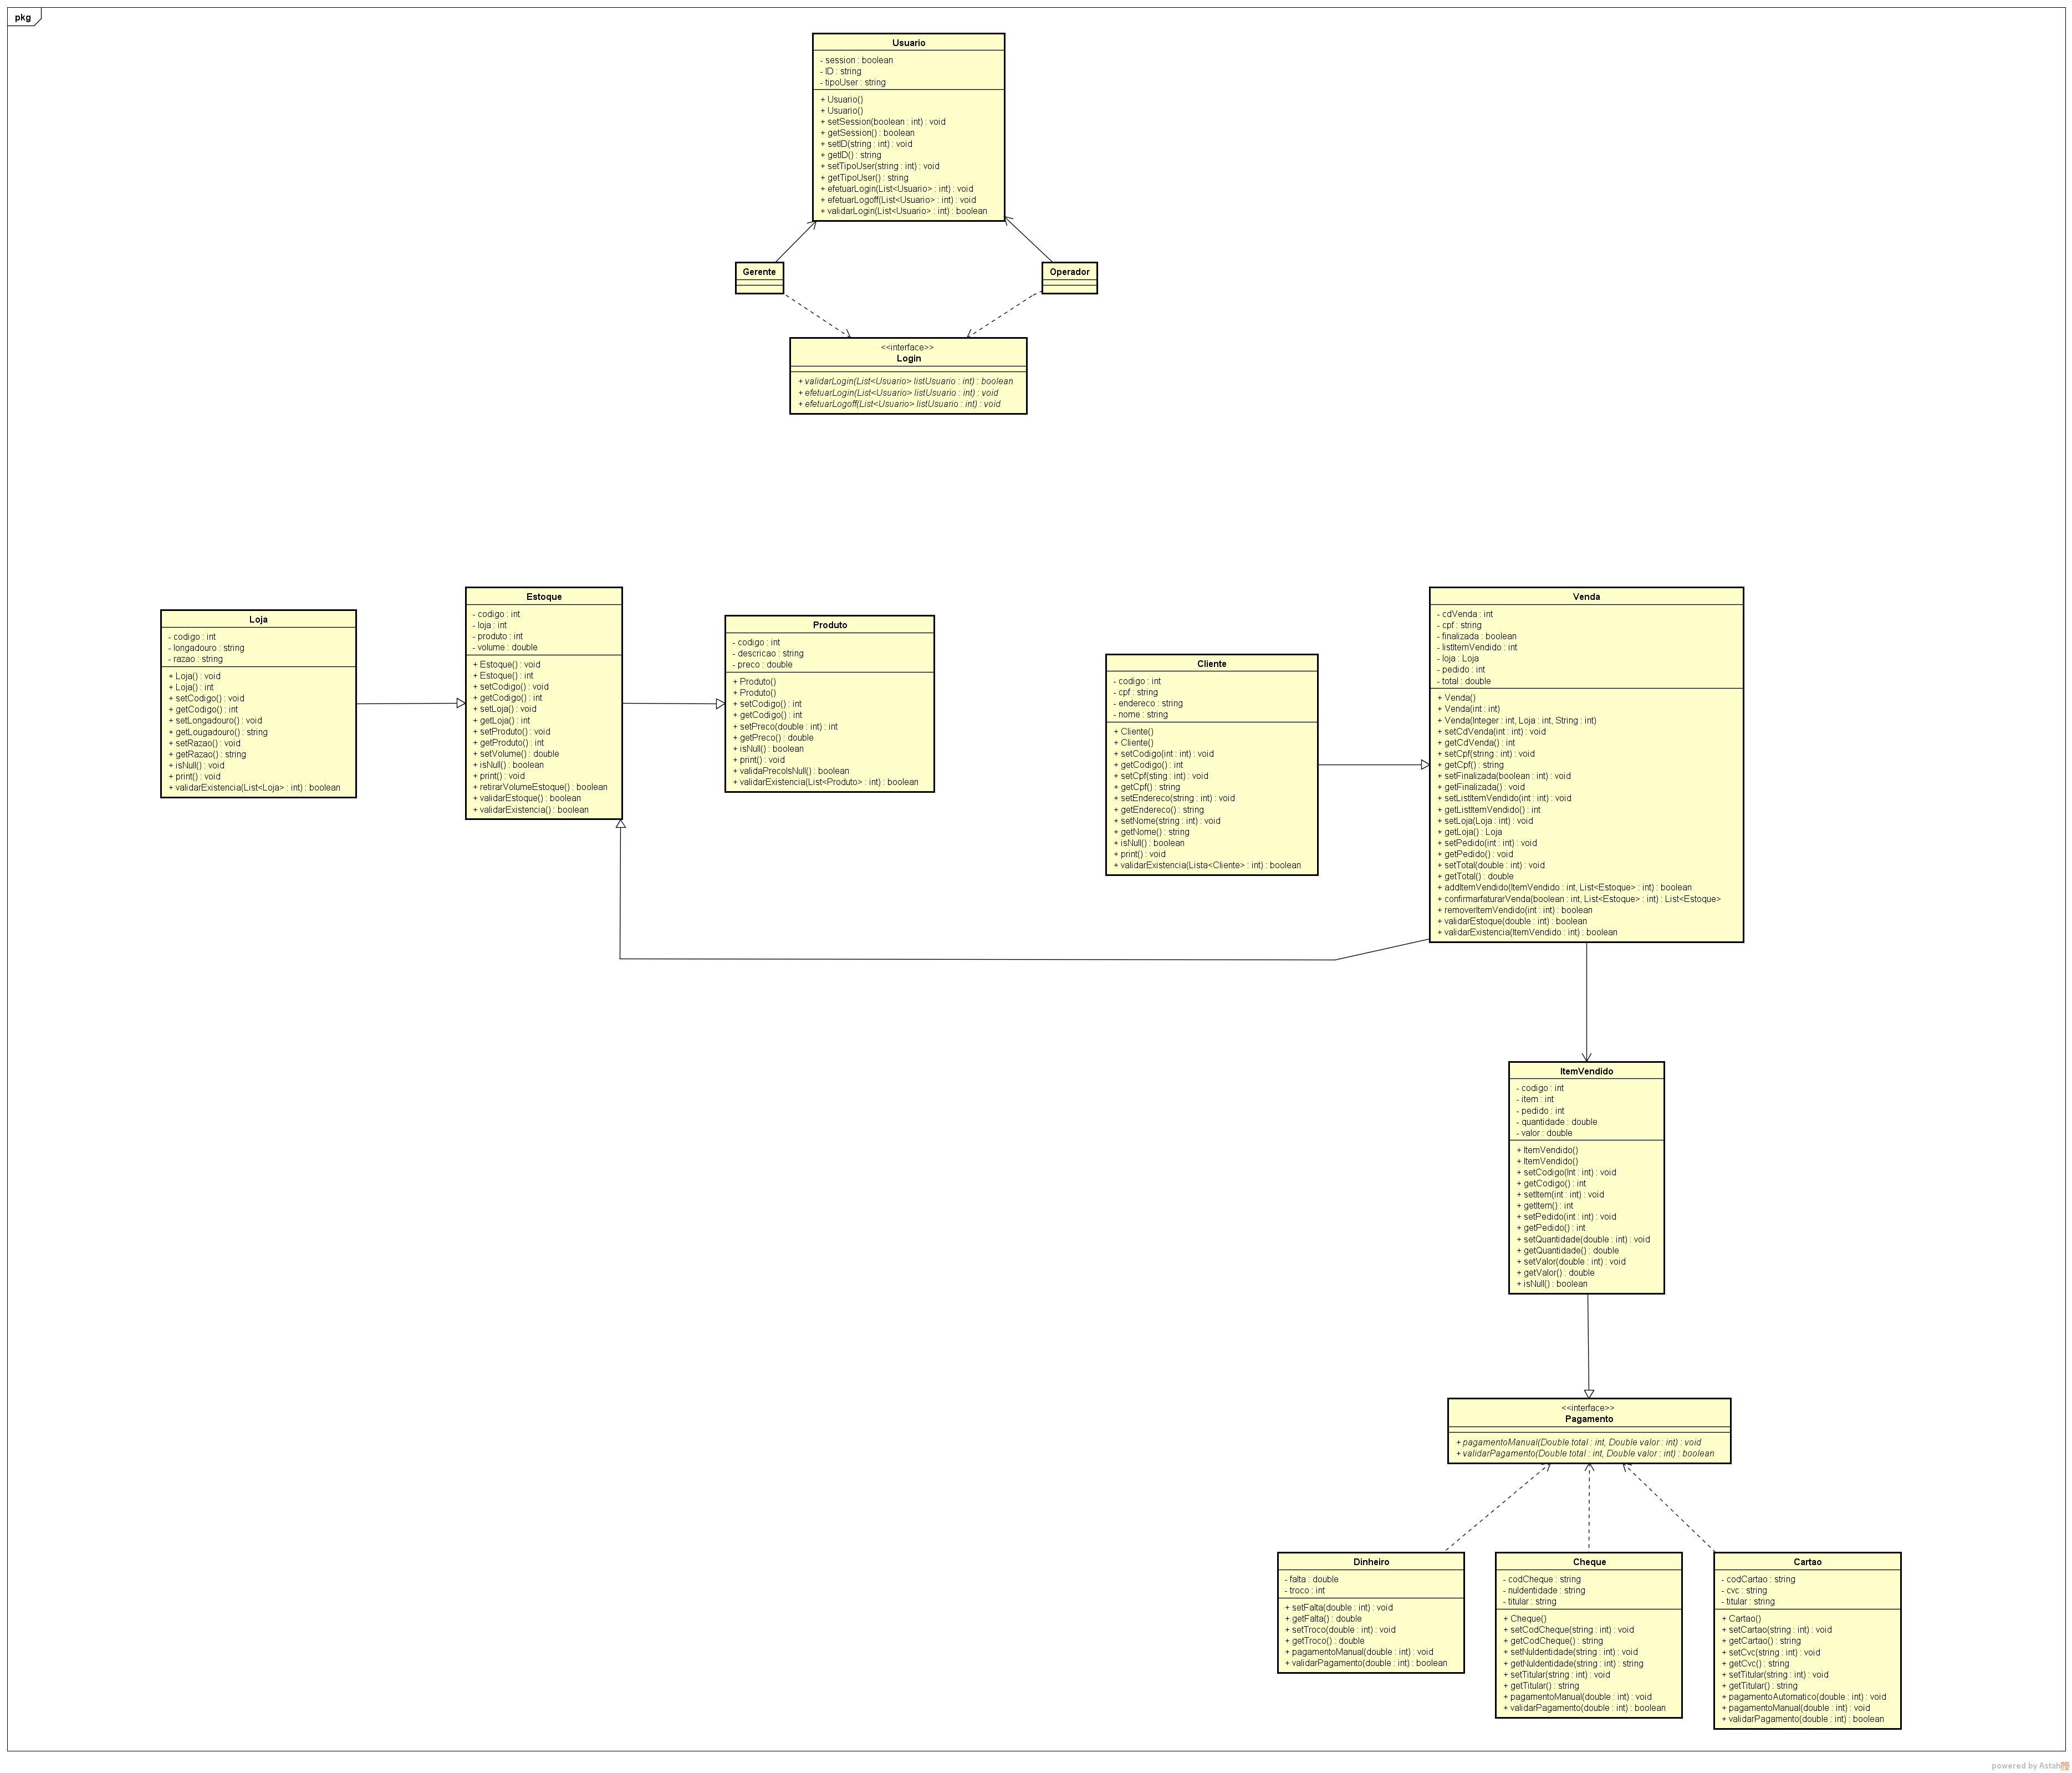 pkg
Usuario
- session : boolean
- ID : string
- tipoUser : string
+ Usuario()
+ Usuario()
+ setSession(boolean : int) : void
+ getSession() : boolean
+ setID(string : int) : void
+ getID() : string
+ setTipoUser(string : int) : void
+ getTipoUser() : string
+ efetuarLogin(List<Usuario> : int) : void
+ efetuarLogoff(List<Usuario> : int) : void
+ validarLogin(List<Usuario> : int) : boolean
Gerente
Operador
<<interface>>
Login
+ validarLogin(List<Usuario> listUsuario : int) : boolean
+ efetuarLogin(List<Usuario> listUsuario : int) : void
+ efetuarLogoff(List<Usuario> listUsuario : int) : void
Loja
- codigo : int
- longadouro : string
- razao : string
+ Loja() : void
+ Loja() : int
+ setCodigo() : void
+ getCodigo() : int
+ setLongadouro() : void
+ getLougadouro() : string
+ setRazao() : void
+ getRazao() : string
+ isNull() : void
+ print() : void
+ validarExistencia(List<Loja> : int) : boolean
Estoque
- codigo : int
- loja : int
- produto : int
- volume : double
+ Estoque() : void
+ Estoque() : int
+ setCodigo() : void
+ getCodigo() : int
+ setLoja() : void
+ getLoja() : int
+ setProduto() : void
+ getProduto() : int
+ setVolume() : double
+ isNull() : boolean
+ print() : void
+ retirarVolumeEstoque() : boolean
+ validarEstoque() : boolean
+ validarExistencia() : boolean
Produto
- codigo : int
- descricao : string
- preco : double
+ Produto()
+ Produto()
+ setCodigo() : int
+ getCodigo() : int
+ setPreco(double : int) : int
+ getPreco() : double
+ isNull() : boolean
+ print() : void
+ validaPrecoIsNull() : boolean
+ validarExistencia(List<Produto> : int) : boolean
Cliente
- codigo : int
- cpf : string
- endereco : string
- nome : string
+ Cliente()
+ Cliente()
+ setCodigo(int : int) : void
+ getCodigo() : int
+ setCpf(sting : int) : void
+ getCpf() : string
+ setEndereco(string : int) : void
+ getEndereco() : string
+ setNome(string : int) : void
+ getNome() : string
+ isNull() : boolean
+ print() : void
+ validarExistencia(Lista<Cliente> : int) : boolean
Venda
- cdVenda : int
- cpf : string
- finalizada : boolean
- listItemVendido : int
- loja : Loja
- pedido : int
- total : double
+ Venda()
+ Venda(int : int)
+ Venda(Integer : int, Loja : int, String : int)
+ setCdVenda(int : int) : void
+ getCdVenda() : int
+ setCpf(string : int) : void
+ getCpf() : string
+ setFinalizada(boolean : int) : void
+ getFinalizada() : void
+ setListItemVendido(int : int) : void
+ getListItemVendido() : int
+ setLoja(Loja : int) : void
+ getLoja() : Loja
+ setPedido(int : int) : void
+ getPedido() : void
+ setTotal(double : int) : void
+ getTotal() : double
+ addItemVendido(ItemVendido : int, List<Estoque> : int) : boolean
+ confirmarfaturarVenda(boolean : int, List<Estoque> : int) : List<Estoque>
+ removerItemVendido(int : int) : boolean
+ validarEstoque(double : int) : boolean
+ validarExistencia(ItemVendido : int) : boolean
ItemVendido
- codigo : int
- item : int
- pedido : int
- quantidade : double
- valor : double
+ ItemVendido()
+ ItemVendido()
+ setCodigo(Int : int) : void
+ getCodigo() : int
+ setItem(int : int) : void
+ getItem() : int
+ setPedido(int : int) : void
+ getPedido() : int
+ setQuantidade(double : int) : void
+ getQuantidade() : double
+ setValor(double : int) : void
+ getValor() : double
+ isNull() : boolean
<<interface>>
Pagamento
+ pagamentoManual(Double total : int, Double valor : int) : void
+ validarPagamento(Double total : int, Double valor : int) : boolean
Dinheiro
- falta : double
- troco : int
+ setFalta(double : int) : void
+ getFalta() : double
+ setTroco(double : int) : void
+ getTroco() : double
+ pagamentoManual(double : int) : void
+ validarPagamento(double : int) : boolean
Cheque
- codCheque : string
- nuIdentidade : string
- titular : string
+ Cheque()
+ setCodCheque(string : int) : void
+ getCodCheque() : string
+ setNuIdentidade(string : int) : void
+ getNuIdentidade(string : int) : string
+ setTitular(string : int) : void
+ getTitular() : string
+ pagamentoManual(double : int) : void
+ validarPagamento(double : int) : boolean
Cartao
- codCartao : string
- cvc : string
- titular : string
+ Cartao()
+ setCartao(string : int) : void
+ getCartao() : string
+ setCvc(string : int) : void
+ getCvc() : string
+ setTitular(string : int) : void
+ getTitular() : string
+ pagamentoAutomatico(double : int) : void
+ pagamentoManual(double : int) : void
+ validarPagamento(double : int) : boolean
powered by Astah